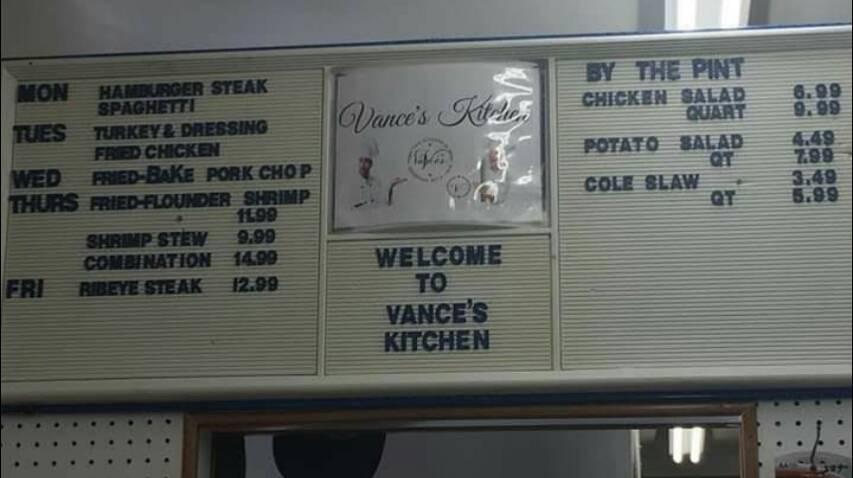 MON HAMBURGER STEAK
SPAGHETTI
TUES TURKEY & DRESSING
FRIED CHICKEN
WED FRIED-BAKE PORK CHOP
THURS FRIED-FLOUNDER SHRIMP
11.99
SHRIMP STEW 9.99
COMBINATION 14.99
FRI RIBEYE STEAK 12.99
Vance's Kitchen
WELCOME
TO
VANCE'S
KITCHEN
BY THE PINT
CHICKEN SALAD 6.99
QUART 9.99
POTATO SALAD 4.49
QT 7.99
COLE SLAW 3.49
QT 5.99